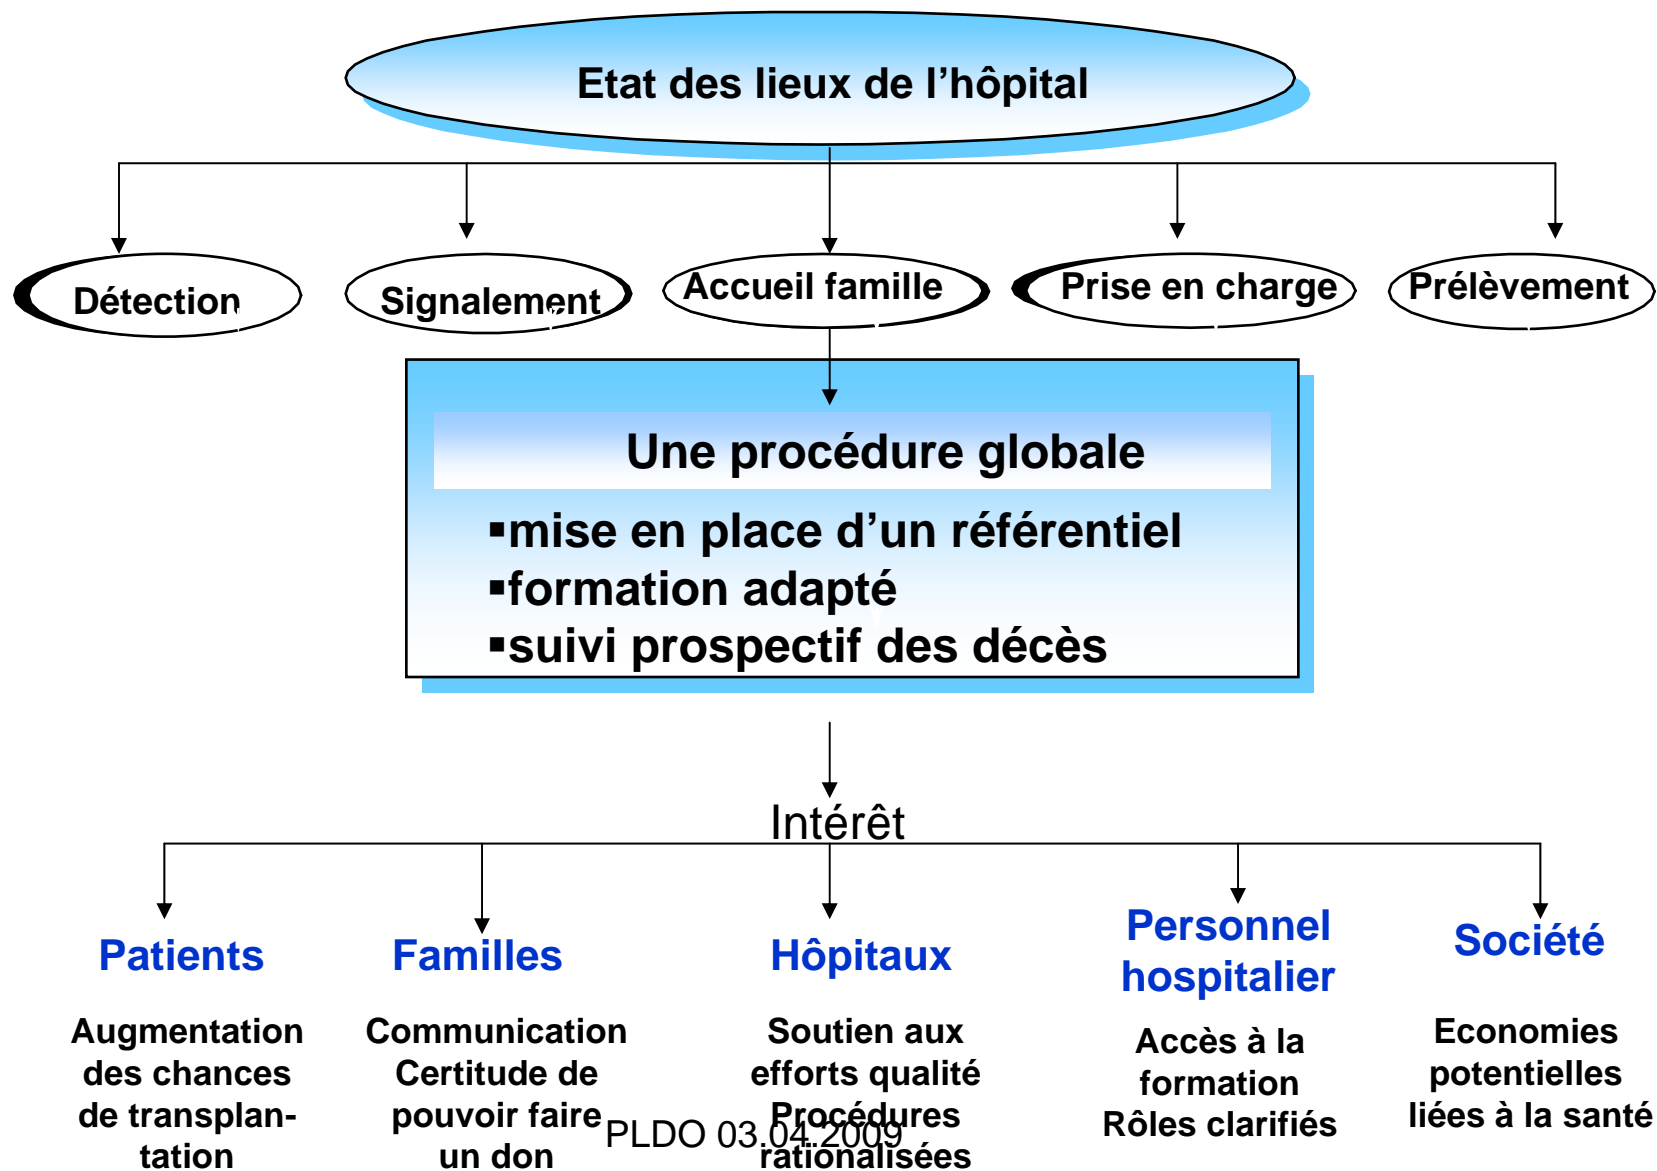 Etat des lieux de l’hôpital
Détection
Signalement
Accueil famille
Prise en charge
Prélèvement
Une procédure globale
▪mise en place d’un référentiel
▪formation adapté
▪suivi prospectif des décès
Intérêt
Patients
Augmentation
des chances
de transplan-
tation
Familles
Communication
Certitude de
pouvoir faire
un don
Hôpitaux
Soutien aux
efforts qualité
Procédures
rationalisées
Personnel
hospitalier
Accès à la
formation
Rôles clarifiés
Société
Economies
potentielles
liées à la santé
PLDO 03.04.2009